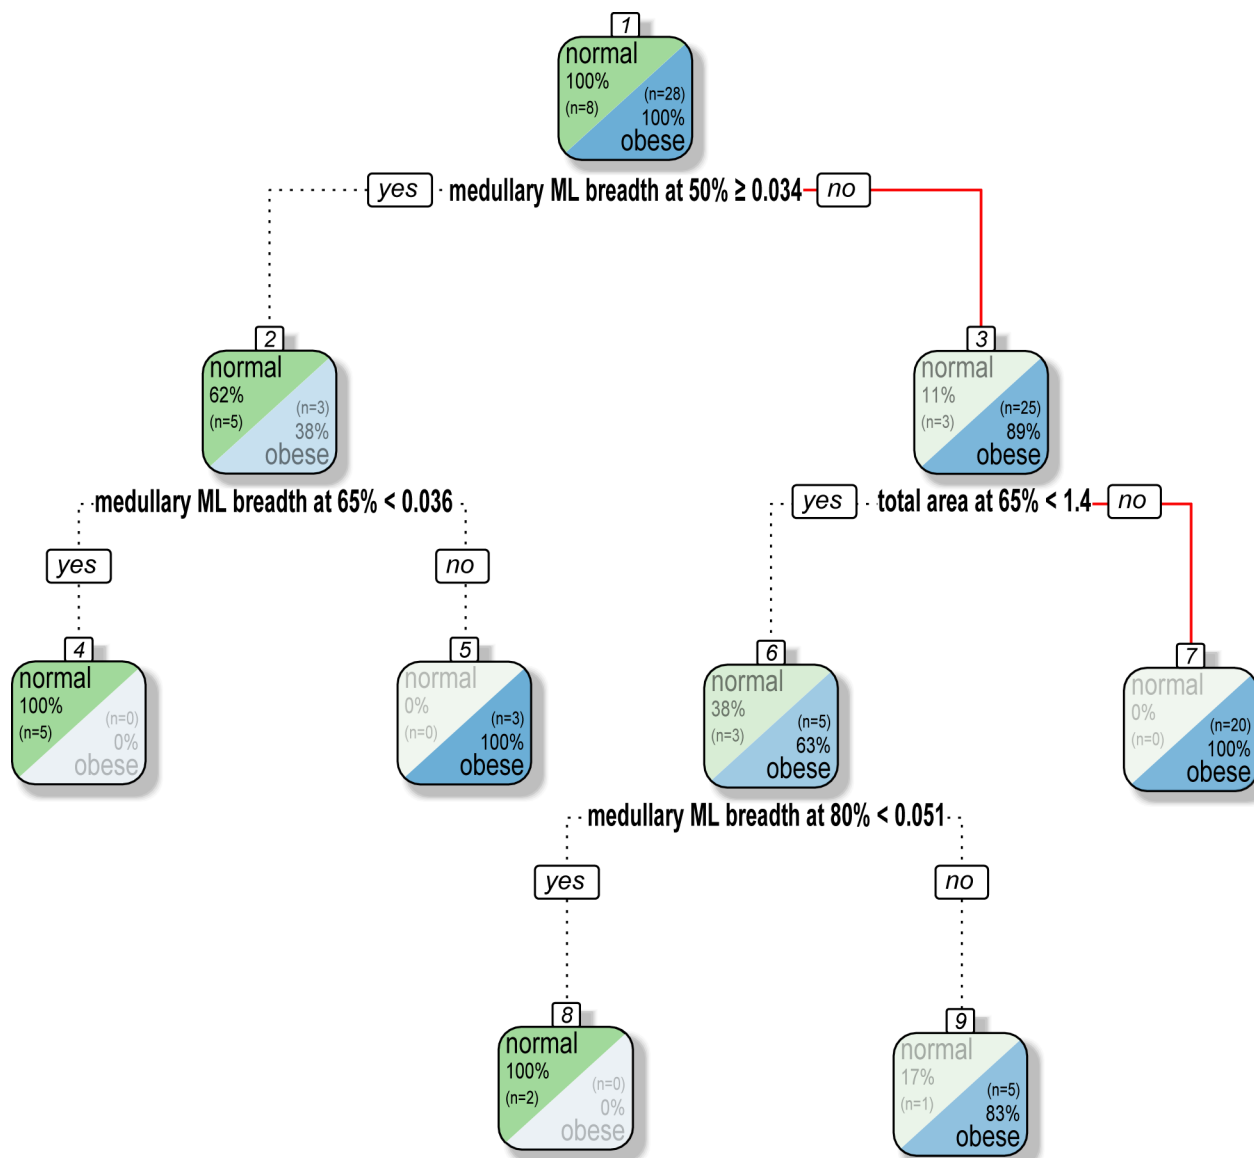 1
normal
100%
(n=8)
(n=28)
100%
obese
yes
medullary ML breadth at 50% ≥ 0.034
no
2
normal
62%
(n=5)
(n=3)
38%
obese
3
normal
11%
(n=3)
(n=25)
89%
obese
medullary ML breadth at 65% < 0.036
yes
no
yes
total area at 65% < 1.4
no
4
normal
100%
(n=5)
(n=0)
0%
obese
5
normal
0%
(n=0)
(n=3)
100%
obese
6
normal
38%
(n=3)
(n=5)
63%
obese
7
normal
0%
(n=0)
(n=20)
100%
obese
medullary ML breadth at 80% < 0.051
yes
no
8
normal
100%
(n=2)
(n=0)
0%
obese
9
normal
17%
(n=1)
(n=5)
83%
obese